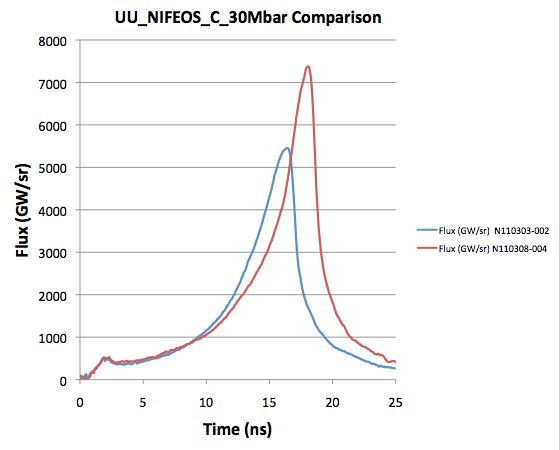 UU_NIFEOS_C_30Mbar Comparison
8000
7000
6000
5000
4000
3000
2000
1000
0
Flux (GW/sr)
0 5 10 15 20 25
Time (ns)
Flux (GW/sr) N110303-002
Flux (GW/sr) N110308-004